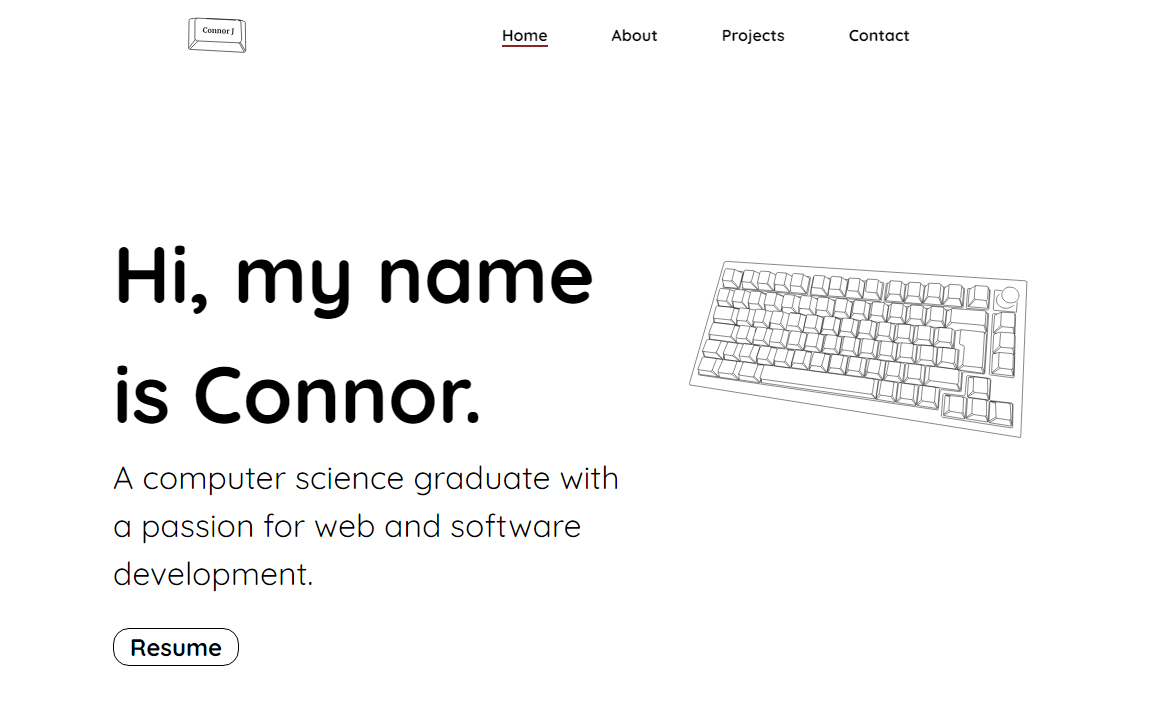 Connor J
Home
About
Projects
Contact
Hi, my name
is Connor.
A computer science graduate with
a passion for web and software
development.
Resume